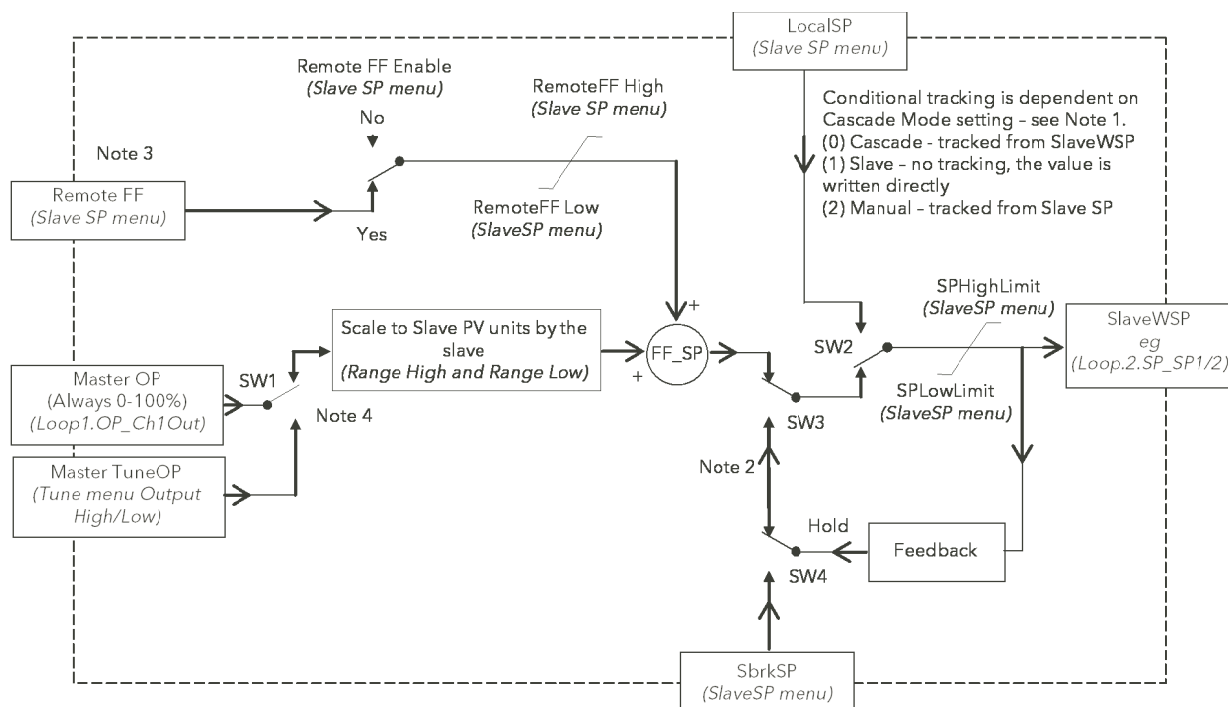 LocalSP
(Slave SP menu)
Remote FF Enable
(Slave SP menu)
No
RemoteFF High
(Slave SP menu)
Conditional tracking is dependent on
Cascade Mode setting – see Note 1.
(0) Cascade - tracked from SlaveWSP
(1) Slave – no tracking, the value is
written directly
(2) Manual – tracked from Slave SP
Note 3
Remote FF
(Slave SP menu)
Yes
RemoteFF Low
(SlaveSP menu)
SPHighLimit
(SlaveSP menu)
SlaveWSP
eg
(Loop.2.SP_SP1/2)
+
Scale to Slave PV units by the
slave
(Range High and Range Low)
+
FF_SP
SW2
SW1
Master OP
(Always 0-100%)
(Loop1.OP_Ch1Out)
Note 4
SPLowLimit
(SlaveSP menu)
SW3
Master TuneOP
(Tune menu Output
High/Low)
Note 2
Hold
Feedback
SW4
SbrkSP
(SlaveSP menu)